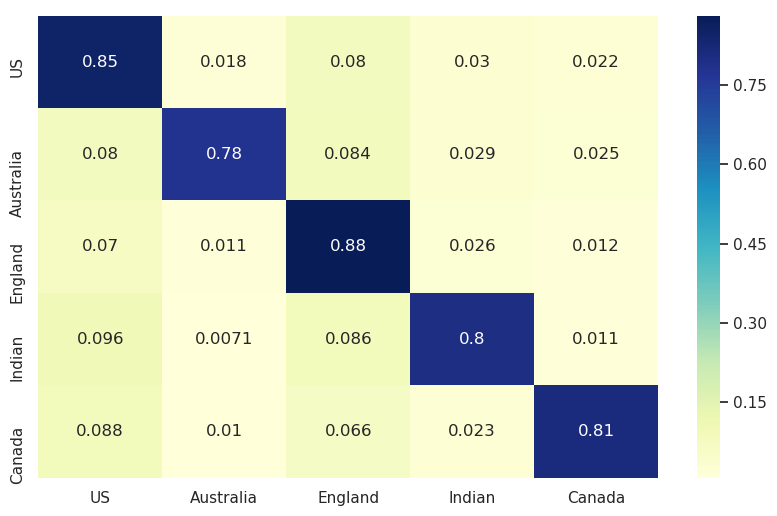 US 0.85 0.018 0.08 0.03 0.022
Australia 0.08 0.78 0.084 0.029 0.025
England 0.07 0.011 0.88 0.026 0.012
Indian 0.096 0.0071 0.086 0.8 0.011
Canada 0.088 0.01 0.066 0.023 0.81
US Australia England Indian Canada
0.75
0.60
0.45
0.30
0.15